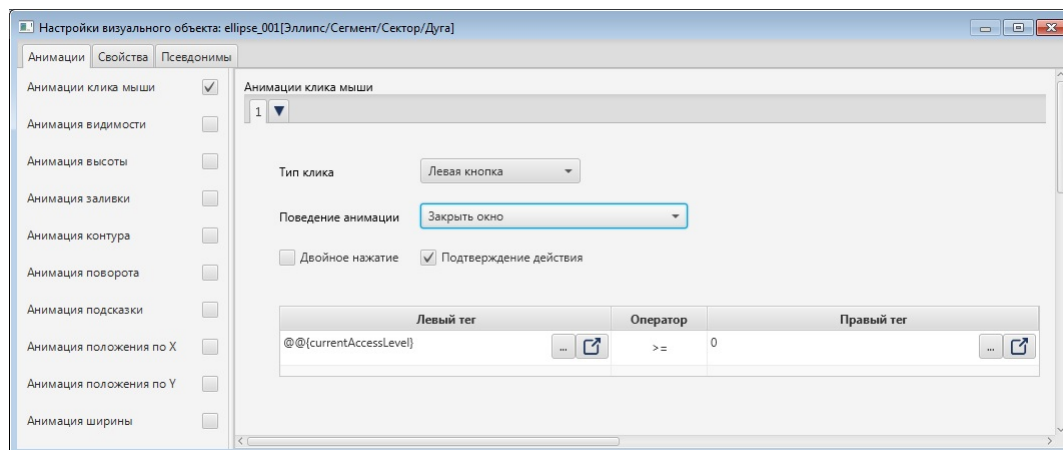 Настройки визуального объекта: ellipse_001[Эллипс/Сегмент/Сектор/Дуга]
Анимации Свойства Псевдонимы
Анимации клика мыши
Анимация видимости
Анимация высоты
Анимация заливки
Анимация контура
Анимация поворота
Анимация подсказки
Анимация положения по X
Анимация положения по Y
Анимация ширины
Анимации клика мыши
1
Тип клика Левая кнопка
Поведение анимации Закрыть окно
Двойное нажатие Подтверждение действия
Левый тег Оператор Правый тег
@@{currentAccessLevel} ... >= 0 ...